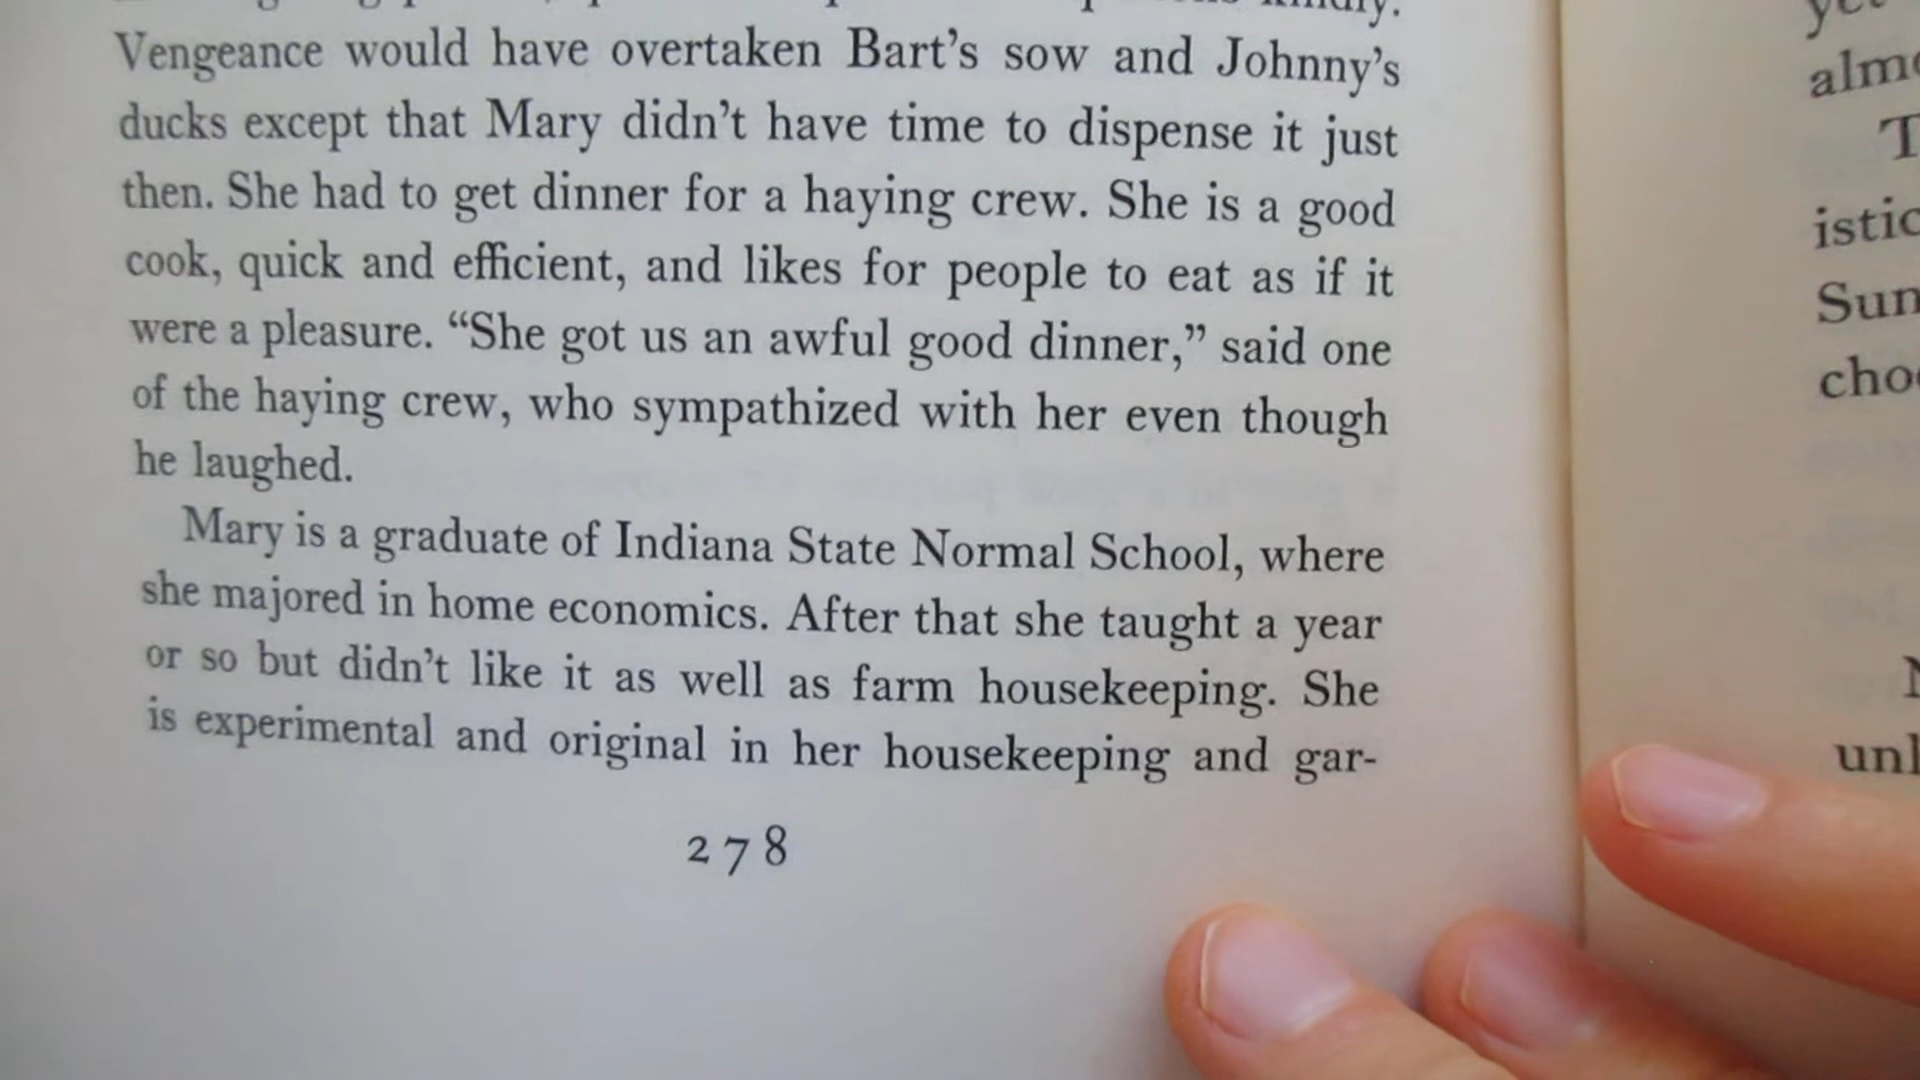 kindly.
Vengeance would have overtaken Bart's sow and Johnny's
ducks except that Mary didn't have time to dispense it just
then. She had to get dinner for a haying crew. She is a good
cook, quick and efficient, and likes for people to eat as if it
were a pleasure. “She got us an awful good dinner,” said one
of the haying crew, who sympathized with her even though
he laughed.
Mary is a graduate of Indiana State Normal School, where
she majored in home economics. After that she taught a year
or so but didn't like it as well as farm housekeeping. She
is experimental and original in her housekeeping and gar-
278